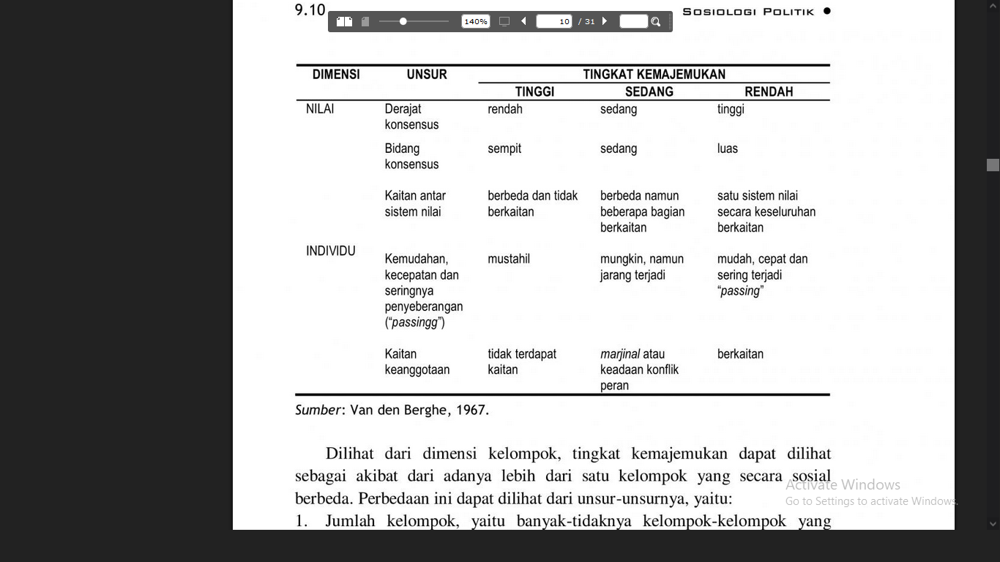 9.10 SOSIOLOGI POLITIK ●
140% 10 / 31
DIMENSI UNSUR TINGKAT KEMAJEMUKAN
TINGGI SEDANG RENDAH
NILAI Derajat rendah sedang tinggi
konsensus
Bidang sempit sedang luas
konsensus
Kaitan antar berbeda dan tidak berbeda namun satu sistem nilai
sistem nilai berkaitan beberapa bagian secara keseluruhan
berkaitan berkaitan
INDIVIDU
Kemudahan, mustahil mungkin, namun mudah, cepat dan
kecepatan dan jarang terjadi sering terjadi
seringnya “passing”
penyeberangan
(“passingg”)
Kaitan tidak terdapat marjinal atau berkaitan
keanggotaan kaitan keadaan konflik
peran
Sumber: Van den Berghe, 1967.
Dilihat dari dimensi kelompok, tingkat kemajemukan dapat dilihat
sebagai akibat dari adanya lebih dari satu kelompok yang secara sosial
berbeda. Perbedaan ini dapat dilihat dari unsur-unsurnya, yaitu:
1. Jumlah kelompok, yaitu banyak-tidaknya kelompok-kelompok yang
Activate Windows
Go to Settings to activate Windows.